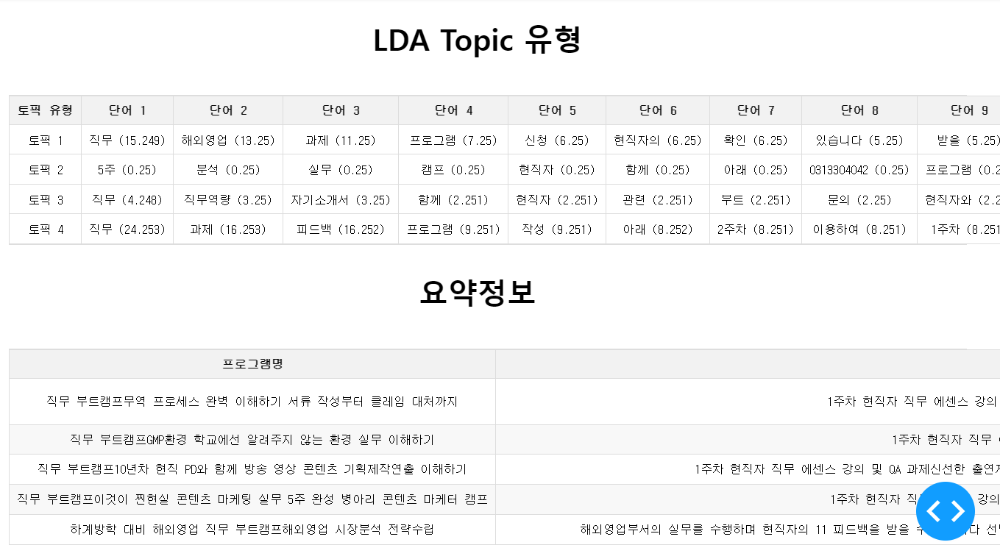 LDA Topic 유형
토픽 유형 단어 1 단어 2 단어 3 단어 4 단어 5 단어 6 단어 7 단어 8 단어 9
토픽 1 직무 (15.249) 해외영업 (13.25) 과제 (11.25) 프로그램 (7.25) 신청 (6.25) 현직자의 (6.25) 확인 (6.25) 있습니다 (5.25) 받을 (5.25)
토픽 2 5주 (0.25) 분석 (0.25) 실무 (0.25) 캠프 (0.25) 현직자 (0.25) 함께 (0.25) 아래 (0.25) 0313304042 (0.25) 프로그램 (0.2
토픽 3 직무 (4.248) 직무역량 (3.25) 자기소개서 (3.25) 함께 (2.251) 현직자 (2.251) 관련 (2.251) 부트 (2.251) 문의 (2.25) 현직자와 (2.2
토픽 4 직무 (24.253) 과제 (16.253) 피드백 (16.252) 프로그램 (9.251) 작성 (9.251) 아래 (8.252) 2주차 (8.251) 이용하여 (8.251) 1주차 (8.251
요약정보
프로그램명
직무 부트캠프무역 프로세스 완벽 이해하기 서류 작성부터 클레임 대처까지 1주차 현직자 직무 에센스 강의
직무 부트캠프GMP환경 학교에선 알려주지 않는 환경 실무 이해하기 1주차 현직자 직무
직무 부트캠프10년차 현직 PD와 함께 방송 영상 콘텐츠 기획제작연출 이해하기 1주차 현직자 직무 에센스 강의 및 QA 과제신선한 출연
직무 부트캠프이것이 찐현실 콘텐츠 마케팅 실무 5주 완성 병아리 콘텐츠 마케터 캠프 1주차 현직자 강의
하계방학 대비 해외영업 직무 부트캠프해외영업 시장분석 전략수립 해외영업부서의 실무를 수행하며 현직자의 11 피드백을 받을